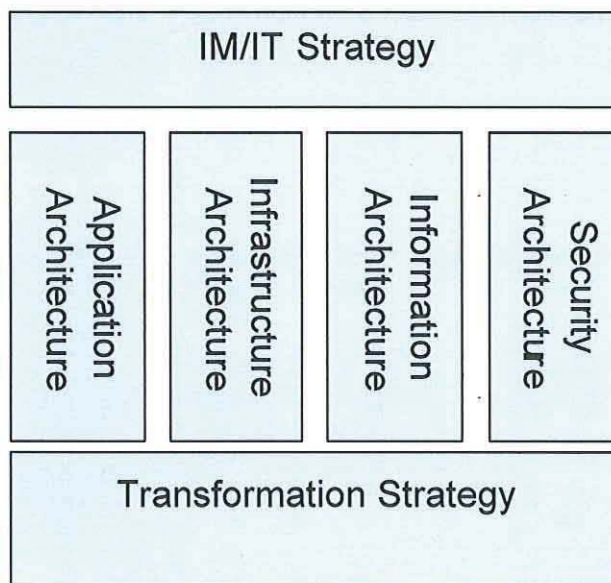 IM/IT Strategy
Application
Architecture
Infrastructure
Architecture
Information
Architecture
Security
Architecture
Transformation Strategy